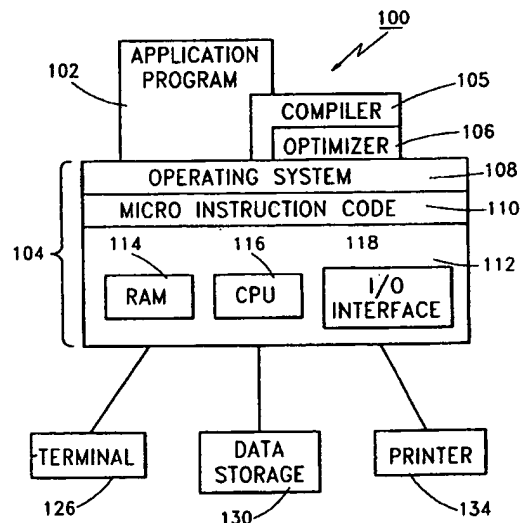 100
APPLICATION
PROGRAM
102
105
COMPILER
106
OPTIMIZER
OPERATING SYSTEM
108
MICRO INSTRUCTION CODE
110
104
114
116
118
112
RAM
CPU
I/O
INTERFACE
TERMINAL
DATA
STORAGE
PRINTER
126
130
134